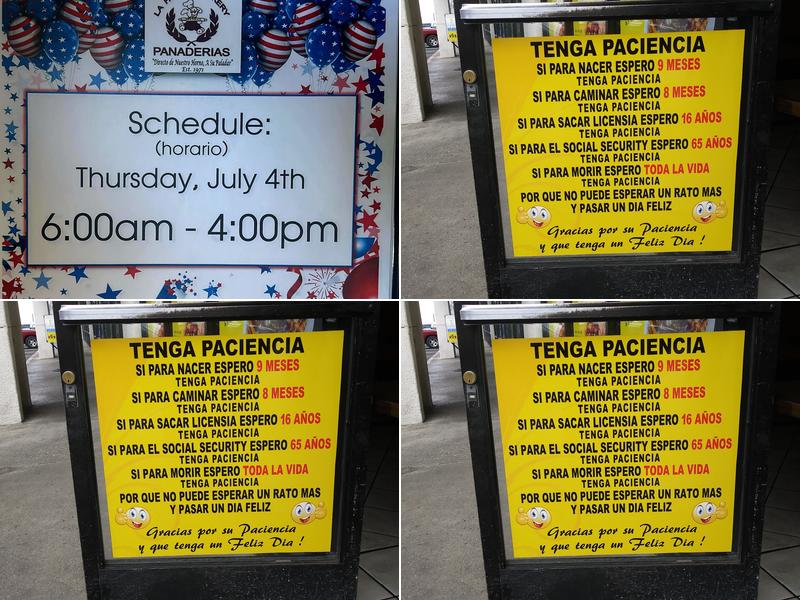 PANADERIAS
"Directo de Nuestro Horno, A Su Paladar"
Est. 1971
Schedule:
(horario)
Thursday, July 4th
6:00am - 4:00pm
TENGA PACIENCIA
SI PARA NACER ESPERO 9 MESES
TENGA PACIENCIA
SI PARA CAMINAR ESPERO 8 MESES
TENGA PACIENCIA
SI PARA SACAR LICENSIA ESPERO 16 AÑOS
TENGA PACIENCIA
SI PARA EL SOCIAL SECURITY ESPERO 65 AÑOS
TENGA PACIENCIA
SI PARA MORIR ESPERO TODA LA VIDA
TENGA PACIENCIA
POR QUE NO PUEDE ESPERAR UN RATO MAS
Y PASAR UN DIA FELIZ
Gracias por su Paciencia
y que tenga un Feliz Dia !
TENGA PACIENCIA
SI PARA NACER ESPERO 9 MESES
TENGA PACIENCIA
SI PARA CAMINAR ESPERO 8 MESES
TENGA PACIENCIA
SI PARA SACAR LICENSIA ESPERO 16 AÑOS
TENGA PACIENCIA
SI PARA EL SOCIAL SECURITY ESPERO 65 AÑOS
TENGA PACIENCIA
SI PARA MORIR ESPERO TODA LA VIDA
TENGA PACIENCIA
POR QUE NO PUEDE ESPERAR UN RATO MAS
Y PASAR UN DIA FELIZ
Gracias por su Paciencia
y que tenga un Feliz Dia !
TENGA PACIENCIA
SI PARA NACER ESPERO 9 MESES
TENGA PACIENCIA
SI PARA CAMINAR ESPERO 8 MESES
TENGA PACIENCIA
SI PARA SACAR LICENSIA ESPERO 16 AÑOS
TENGA PACIENCIA
SI PARA EL SOCIAL SECURITY ESPERO 65 AÑOS
TENGA PACIENCIA
SI PARA MORIR ESPERO TODA LA VIDA
TENGA PACIENCIA
POR QUE NO PUEDE ESPERAR UN RATO MAS
Y PASAR UN DIA FELIZ
Gracias por su Paciencia
y que tenga un Feliz Dia !